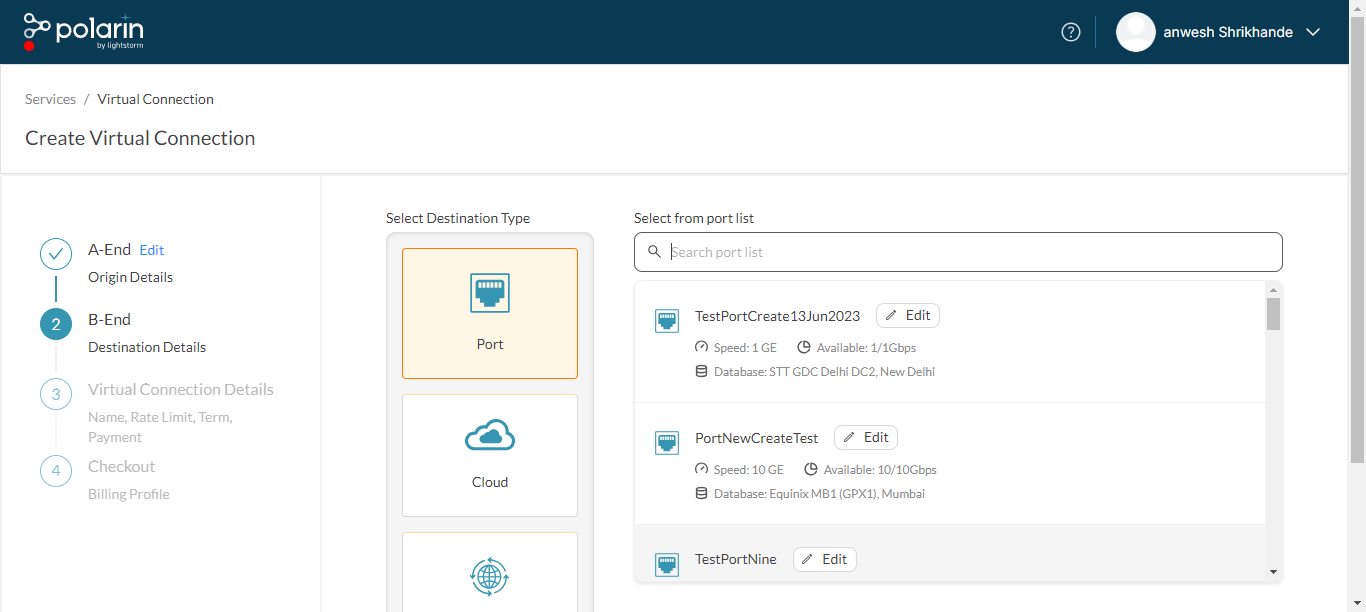 polarin
by lightstorm
anwesh Shrikhande
Services / Virtual Connection
Create Virtual Connection
A-End Edit
Origin Details
2
B-End
Destination Details
3
Virtual Connection Details
Name, Rate Limit, Term,
Payment
4
Checkout
Billing Profile
Select Destination Type
Port
Cloud
Select from port list
Search port list
TestPortCreate13Jun2023 Edit
Speed: 1 GE Available: 1/1Gbps
Database: STT GDC Delhi DC2, New Delhi
PortNewCreateTest Edit
Speed: 10 GE Available: 10/10Gbps
Database: Equinix MB1 (GPX1), Mumbai
TestPortNine Edit